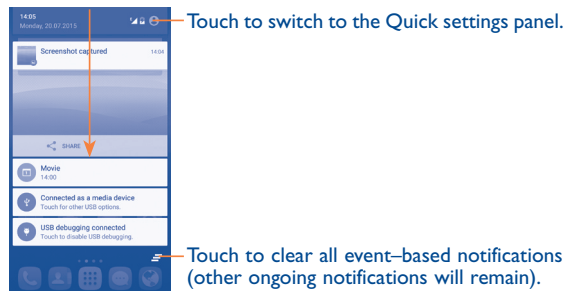 14:05
Monday, 20.07.2015
Touch to switch to the Quick settings panel.
Screenshot captured 14:04
SHARE
Movie
14:00
Connected as a media device
Touch for other USB options.
USB debugging connected
Touch to disable USB debugging.
Touch to clear all event–based notifications
(other ongoing notifications will remain).